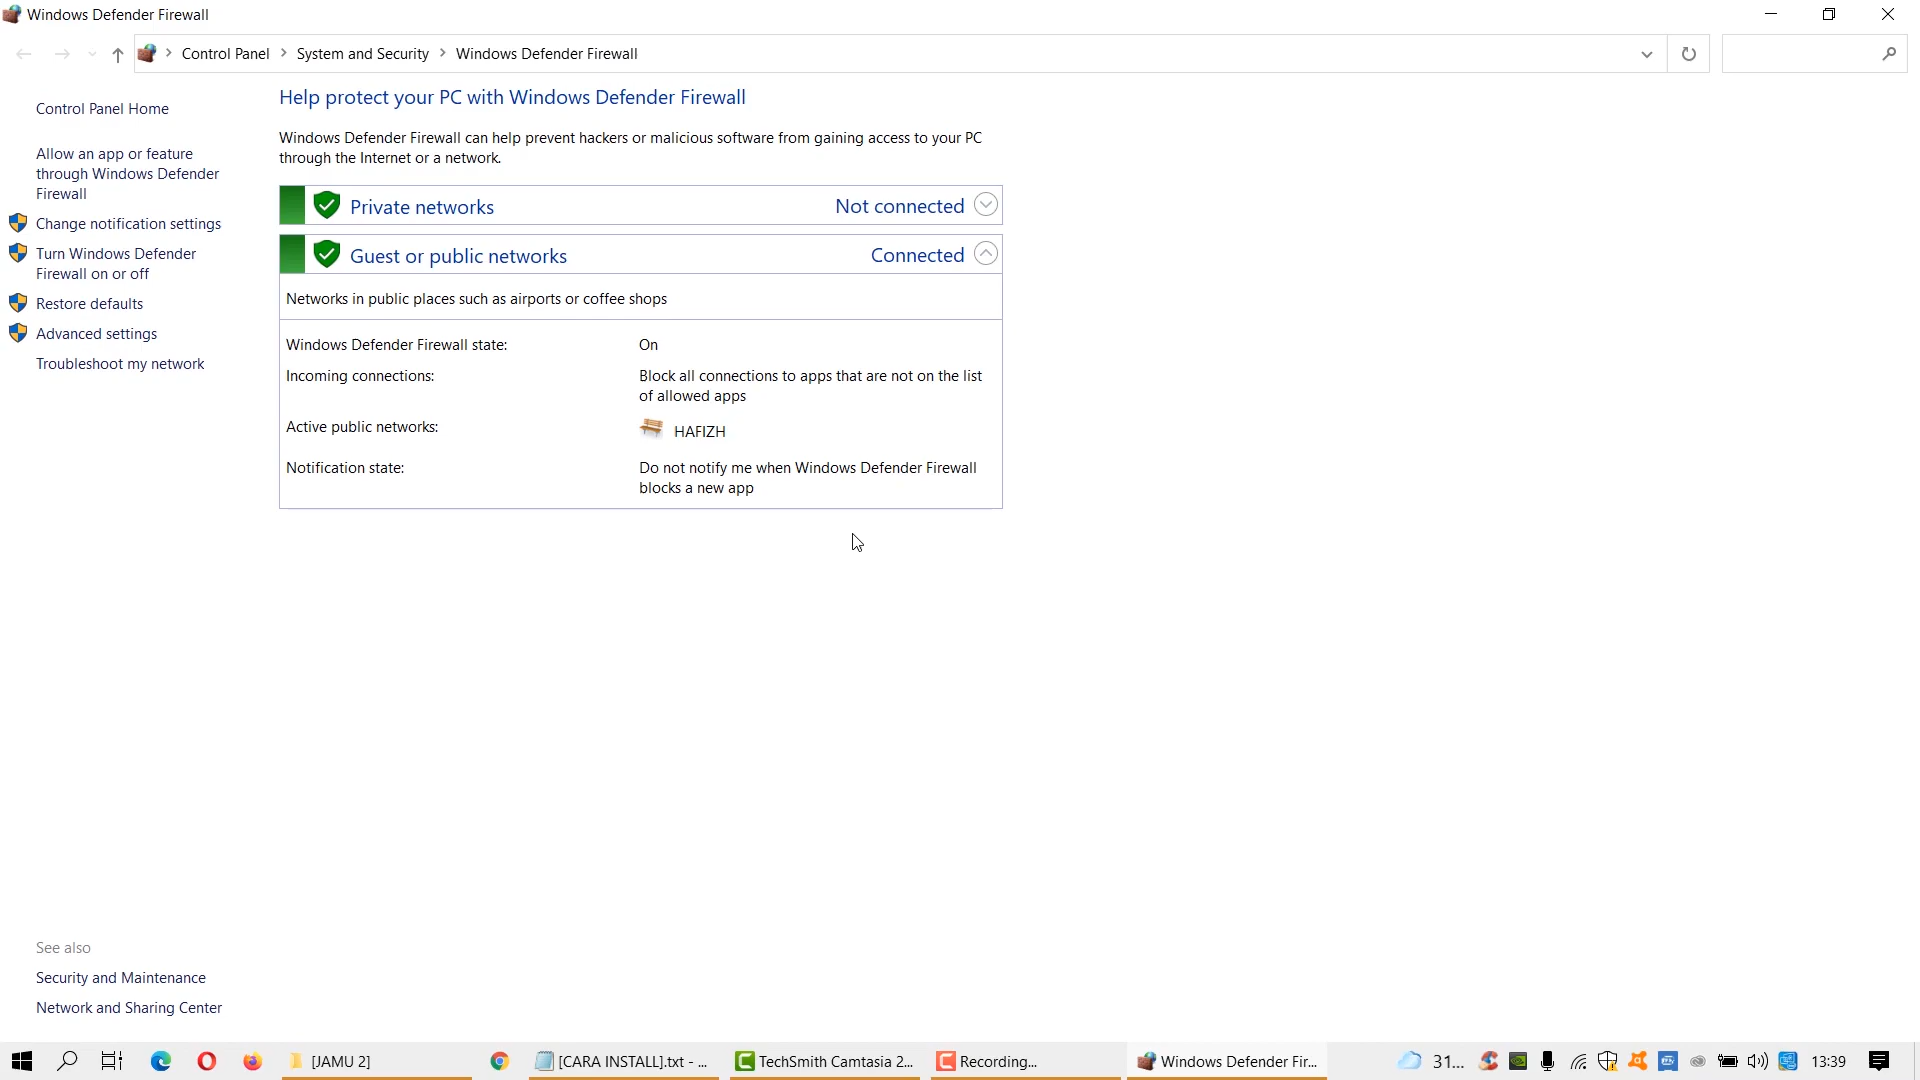 Windows Defender Firewall
Control Panel > System and Security > Windows Defender Firewall
Control Panel Home
Allow an app or feature
through Windows Defender
Firewall
Change notification settings
Turn Windows Defender
Firewall on or off
Restore defaults
Advanced settings
Troubleshoot my network
Help protect your PC with Windows Defender Firewall
Windows Defender Firewall can help prevent hackers or malicious software from gaining access to your PC
through the Internet or a network.
Private networks Not connected
Guest or public networks Connected
Networks in public places such as airports or coffee shops
Windows Defender Firewall state: On
Incoming connections: Block all connections to apps that are not on the list
of allowed apps
Active public networks: HAFIZH
Notification state: Do not notify me when Windows Defender Firewall
blocks a new app
See also
Security and Maintenance
Network and Sharing Center
[JAMU 2] [CARA INSTALL].txt - ... TechSmith Camtasia 2... Recording... Windows Defender Fir... 31... 13:39